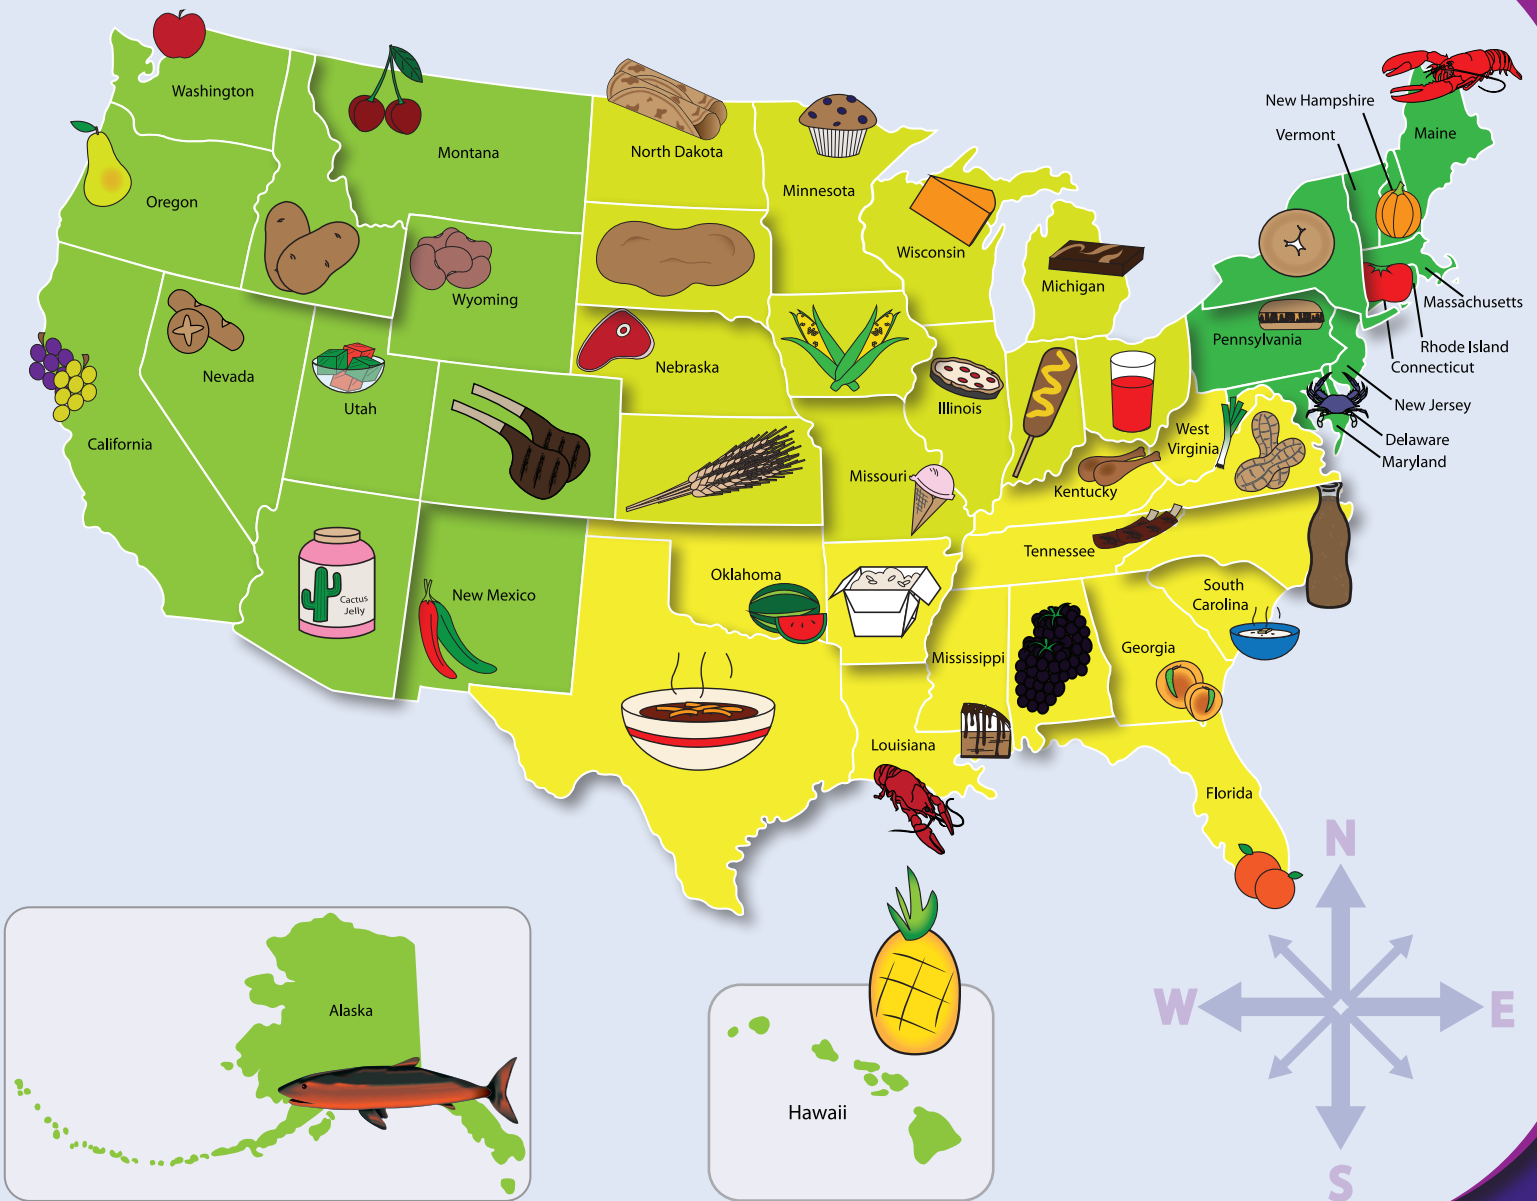 Washington
Montana
Oregon
Wyoming
Nevada
Utah
California
Cactus
Jelly
New Mexico
North Dakota
Minnesota
Wisconsin
Michigan
Nebraska
Illinois
Missouri
Kentucky
West
Virginia
Tennessee
Oklahoma
Mississippi
Louisiana
Georgia
South
Carolina
Florida
New Hampshire
Vermont
Maine
Massachusetts
Rhode Island
Connecticut
Pennsylvania
New Jersey
Delaware
Maryland
Alaska
Hawaii
N
W
E
S